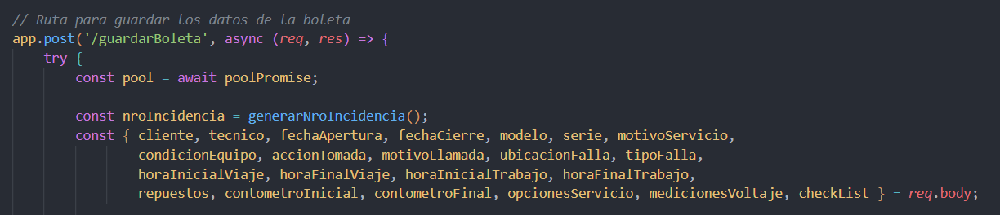 // Ruta para guardar los datos de la boleta
app.post('/guardarBoleta', async (req, res) => {
try {
const pool = await poolPromise;
const nroIncidencia = generarNroIncidencia();
const { cliente, tecnico, fechaApertura, fechaCierre, modelo, serie, motivoServicio,
condicionEquipo, accionTomada, motivoLlamada, ubicacionFalla, tipoFalla,
horaInicialViaje, horaFinalViaje, horaInicialTrabajo, horaFinalTrabajo,
repuestos, contometroInicial, contometroFinal, opcionesServicio, medicionesVoltaje, checkList } = req.body;